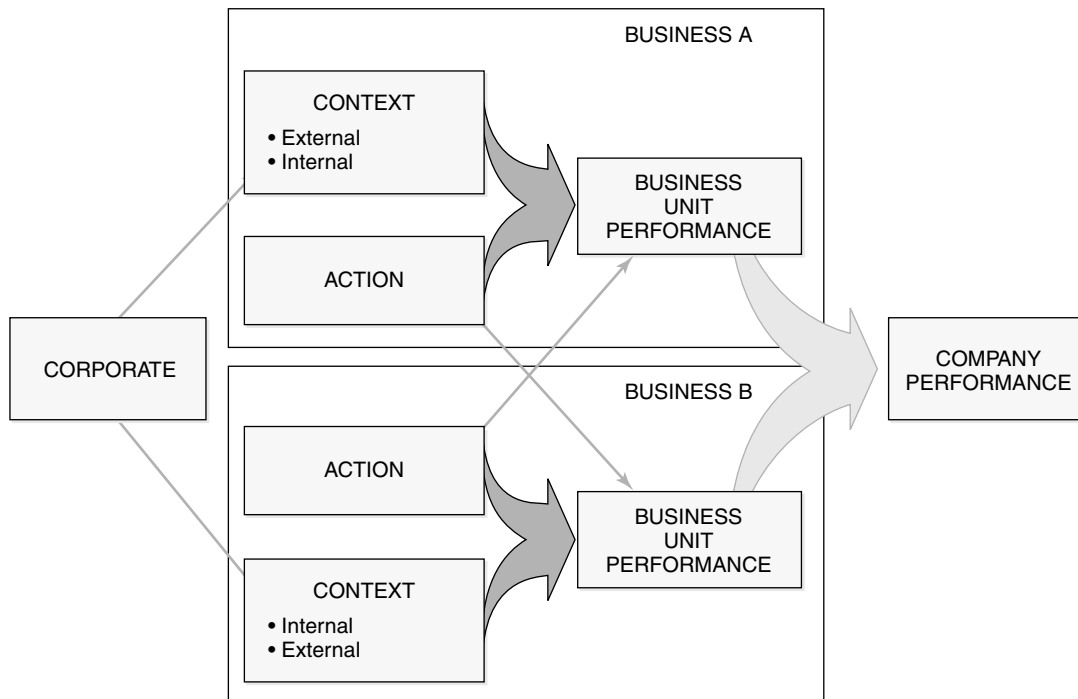 BUSINESS A
CONTEXT
• External
• Internal
BUSINESS
UNIT
PERFORMANCE
ACTION
CORPORATE
COMPANY
PERFORMANCE
BUSINESS B
ACTION
BUSINESS
UNIT
PERFORMANCE
CONTEXT
• Internal
• External